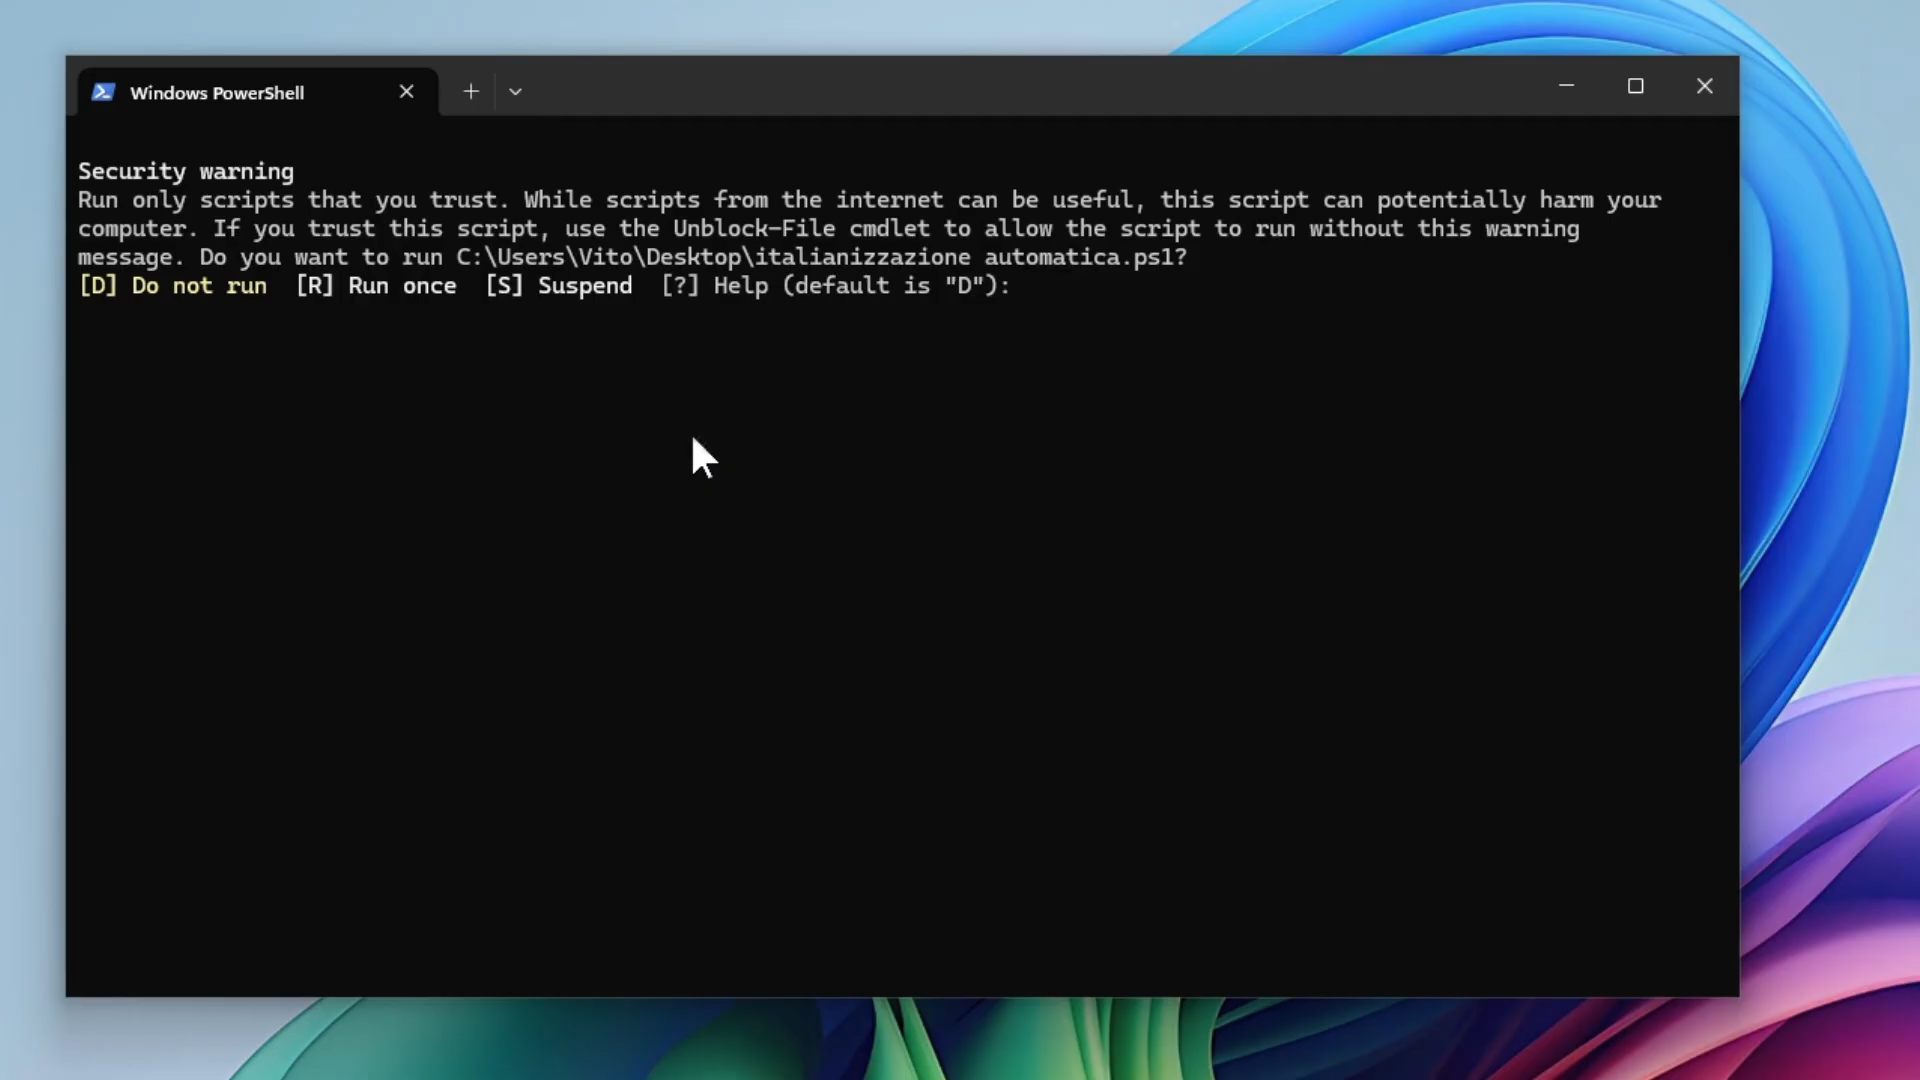 Windows PowerShell
Security warning
Run only scripts that you trust. While scripts from the internet can be useful, this script can potentially harm your
computer. If you trust this script, use the Unblock-File cmdlet to allow the script to run without this warning
message. Do you want to run C:\Users\Vito\Desktop\italianizzazione automatica.ps1?
[D] Do not run  [R] Run once  [S] Suspend  [?] Help (default is "D"):